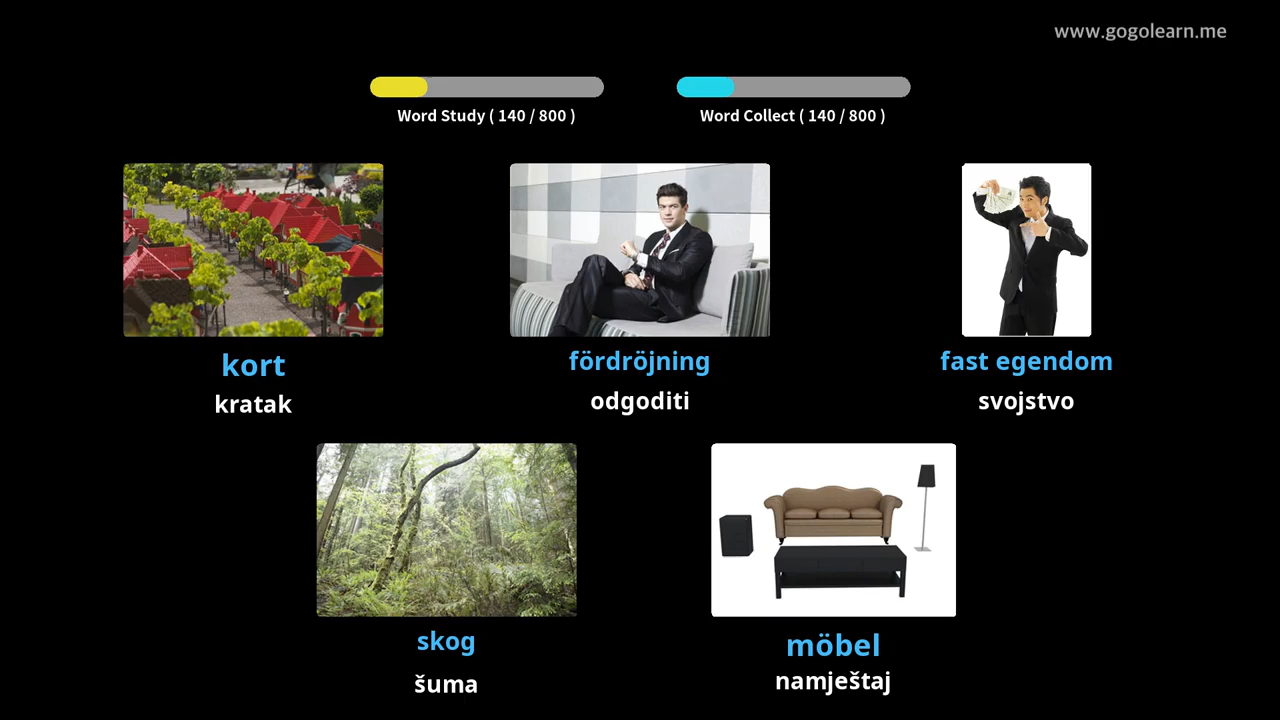 www.gogolearn.me
Word Study ( 140 / 800 )
Word Collect ( 140 / 800 )
kort
kratak
fördröjning
odgoditi
fast egendom
svojstvo
skog
šuma
möbel
namještaj